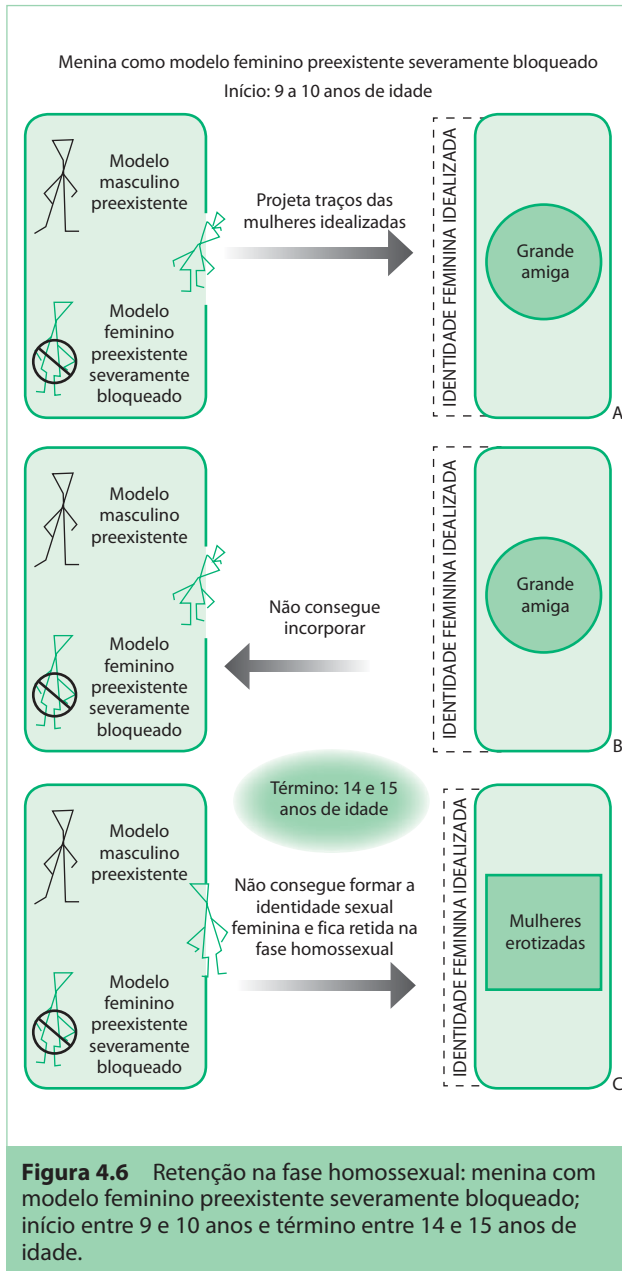 Menina como modelo feminino preexistente severamente bloqueado
Início: 9 a 10 anos de idade
Modelo
masculino
preexistente
Projeta traços das
mulheres idealizadas
Modelo
feminino
preexistente
severamente
bloqueado
IDENTIDADE FEMININA IDEALIZADA
Grande
amiga
A
Modelo
masculino
preexistente
Não consegue
incorporar
Modelo
feminino
preexistente
severamente
bloqueado
IDENTIDADE FEMININA IDEALIZADA
Grande
amiga
B
Término: 14 e 15
anos de idade
Modelo
masculino
preexistente
Não consegue formar a
identidade sexual
feminina e fica retida na
fase homossexual
Modelo
feminino
preexistente
severamente
bloqueado
IDENTIDADE FEMININA IDEALIZADA
Mulheres
erotizadas
C
Figura 4.6 Retenção na fase homossexual: menina com
modelo feminino preexistente severamente bloqueado;
início entre 9 e 10 anos e término entre 14 e 15 anos de
idade.